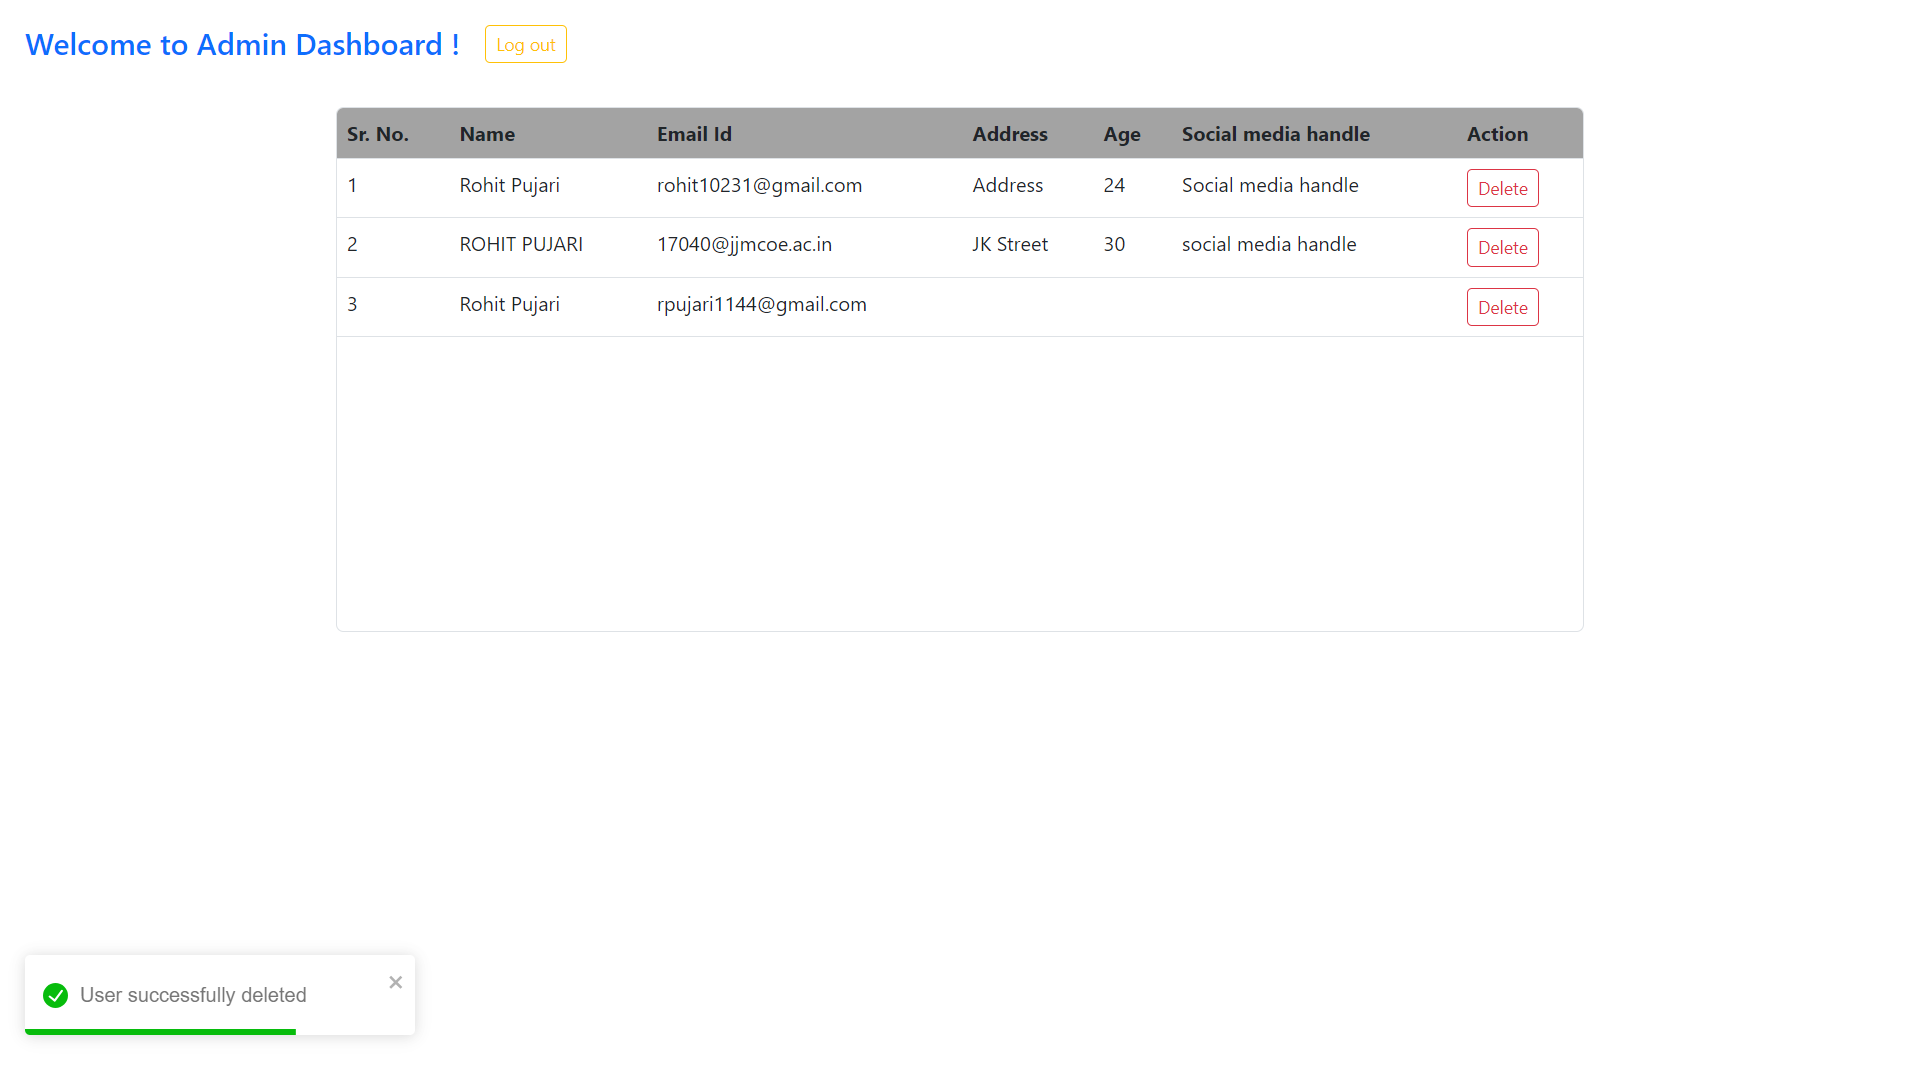 Welcome to Admin Dashboard !
Log out
Sr. No. Name Email Id Address Age Social media handle Action
1 Rohit Pujari rohit10231@gmail.com Address 24 Social media handle Delete
2 ROHIT PUJARI 17040@jjmcoe.ac.in JK Street 30 social media handle Delete
3 Rohit Pujari rpujari1144@gmail.com Delete
User successfully deleted